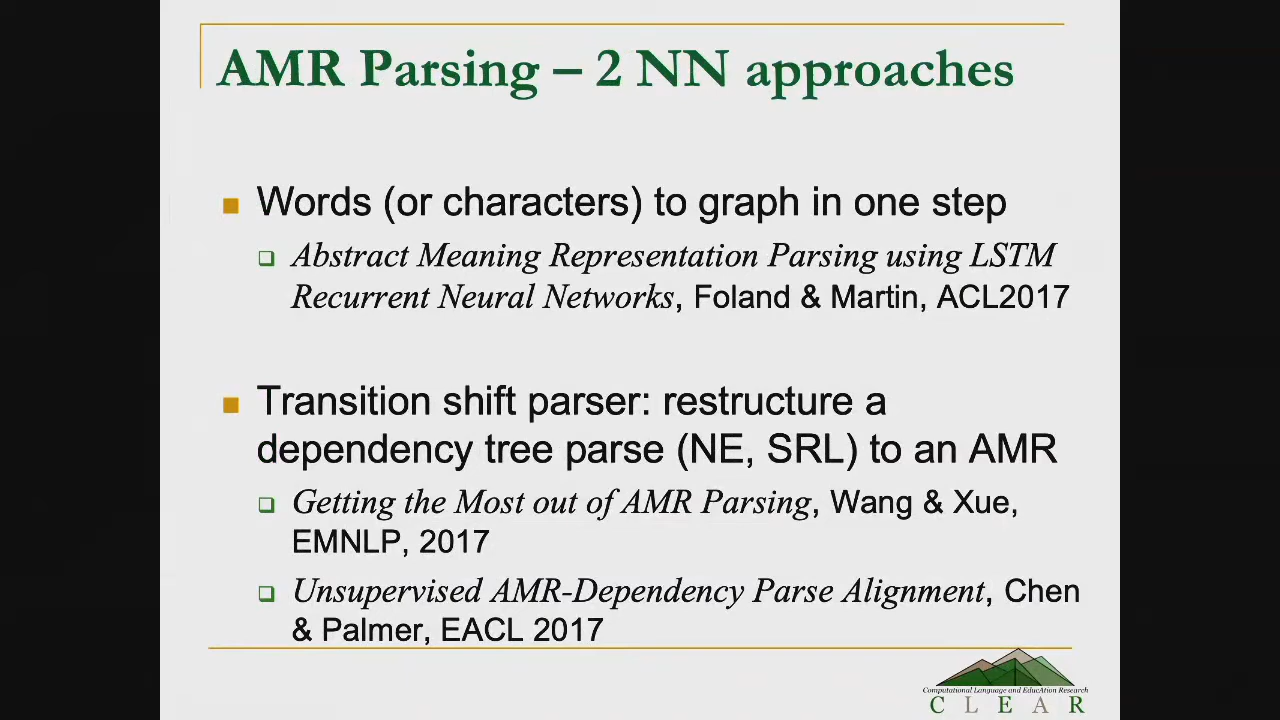 AMR Parsing – 2 NN approaches
Words (or characters) to graph in one step
Abstract Meaning Representation Parsing using LSTM
Recurrent Neural Networks, Foland & Martin, ACL2017
Transition shift parser: restructure a
dependency tree parse (NE, SRL) to an AMR
Getting the Most out of AMR Parsing, Wang & Xue,
EMNLP, 2017
Unsupervised AMR-Dependency Parse Alignment, Chen
& Palmer, EACL 2017
Computational Language and EducAtion Research
C L E A R